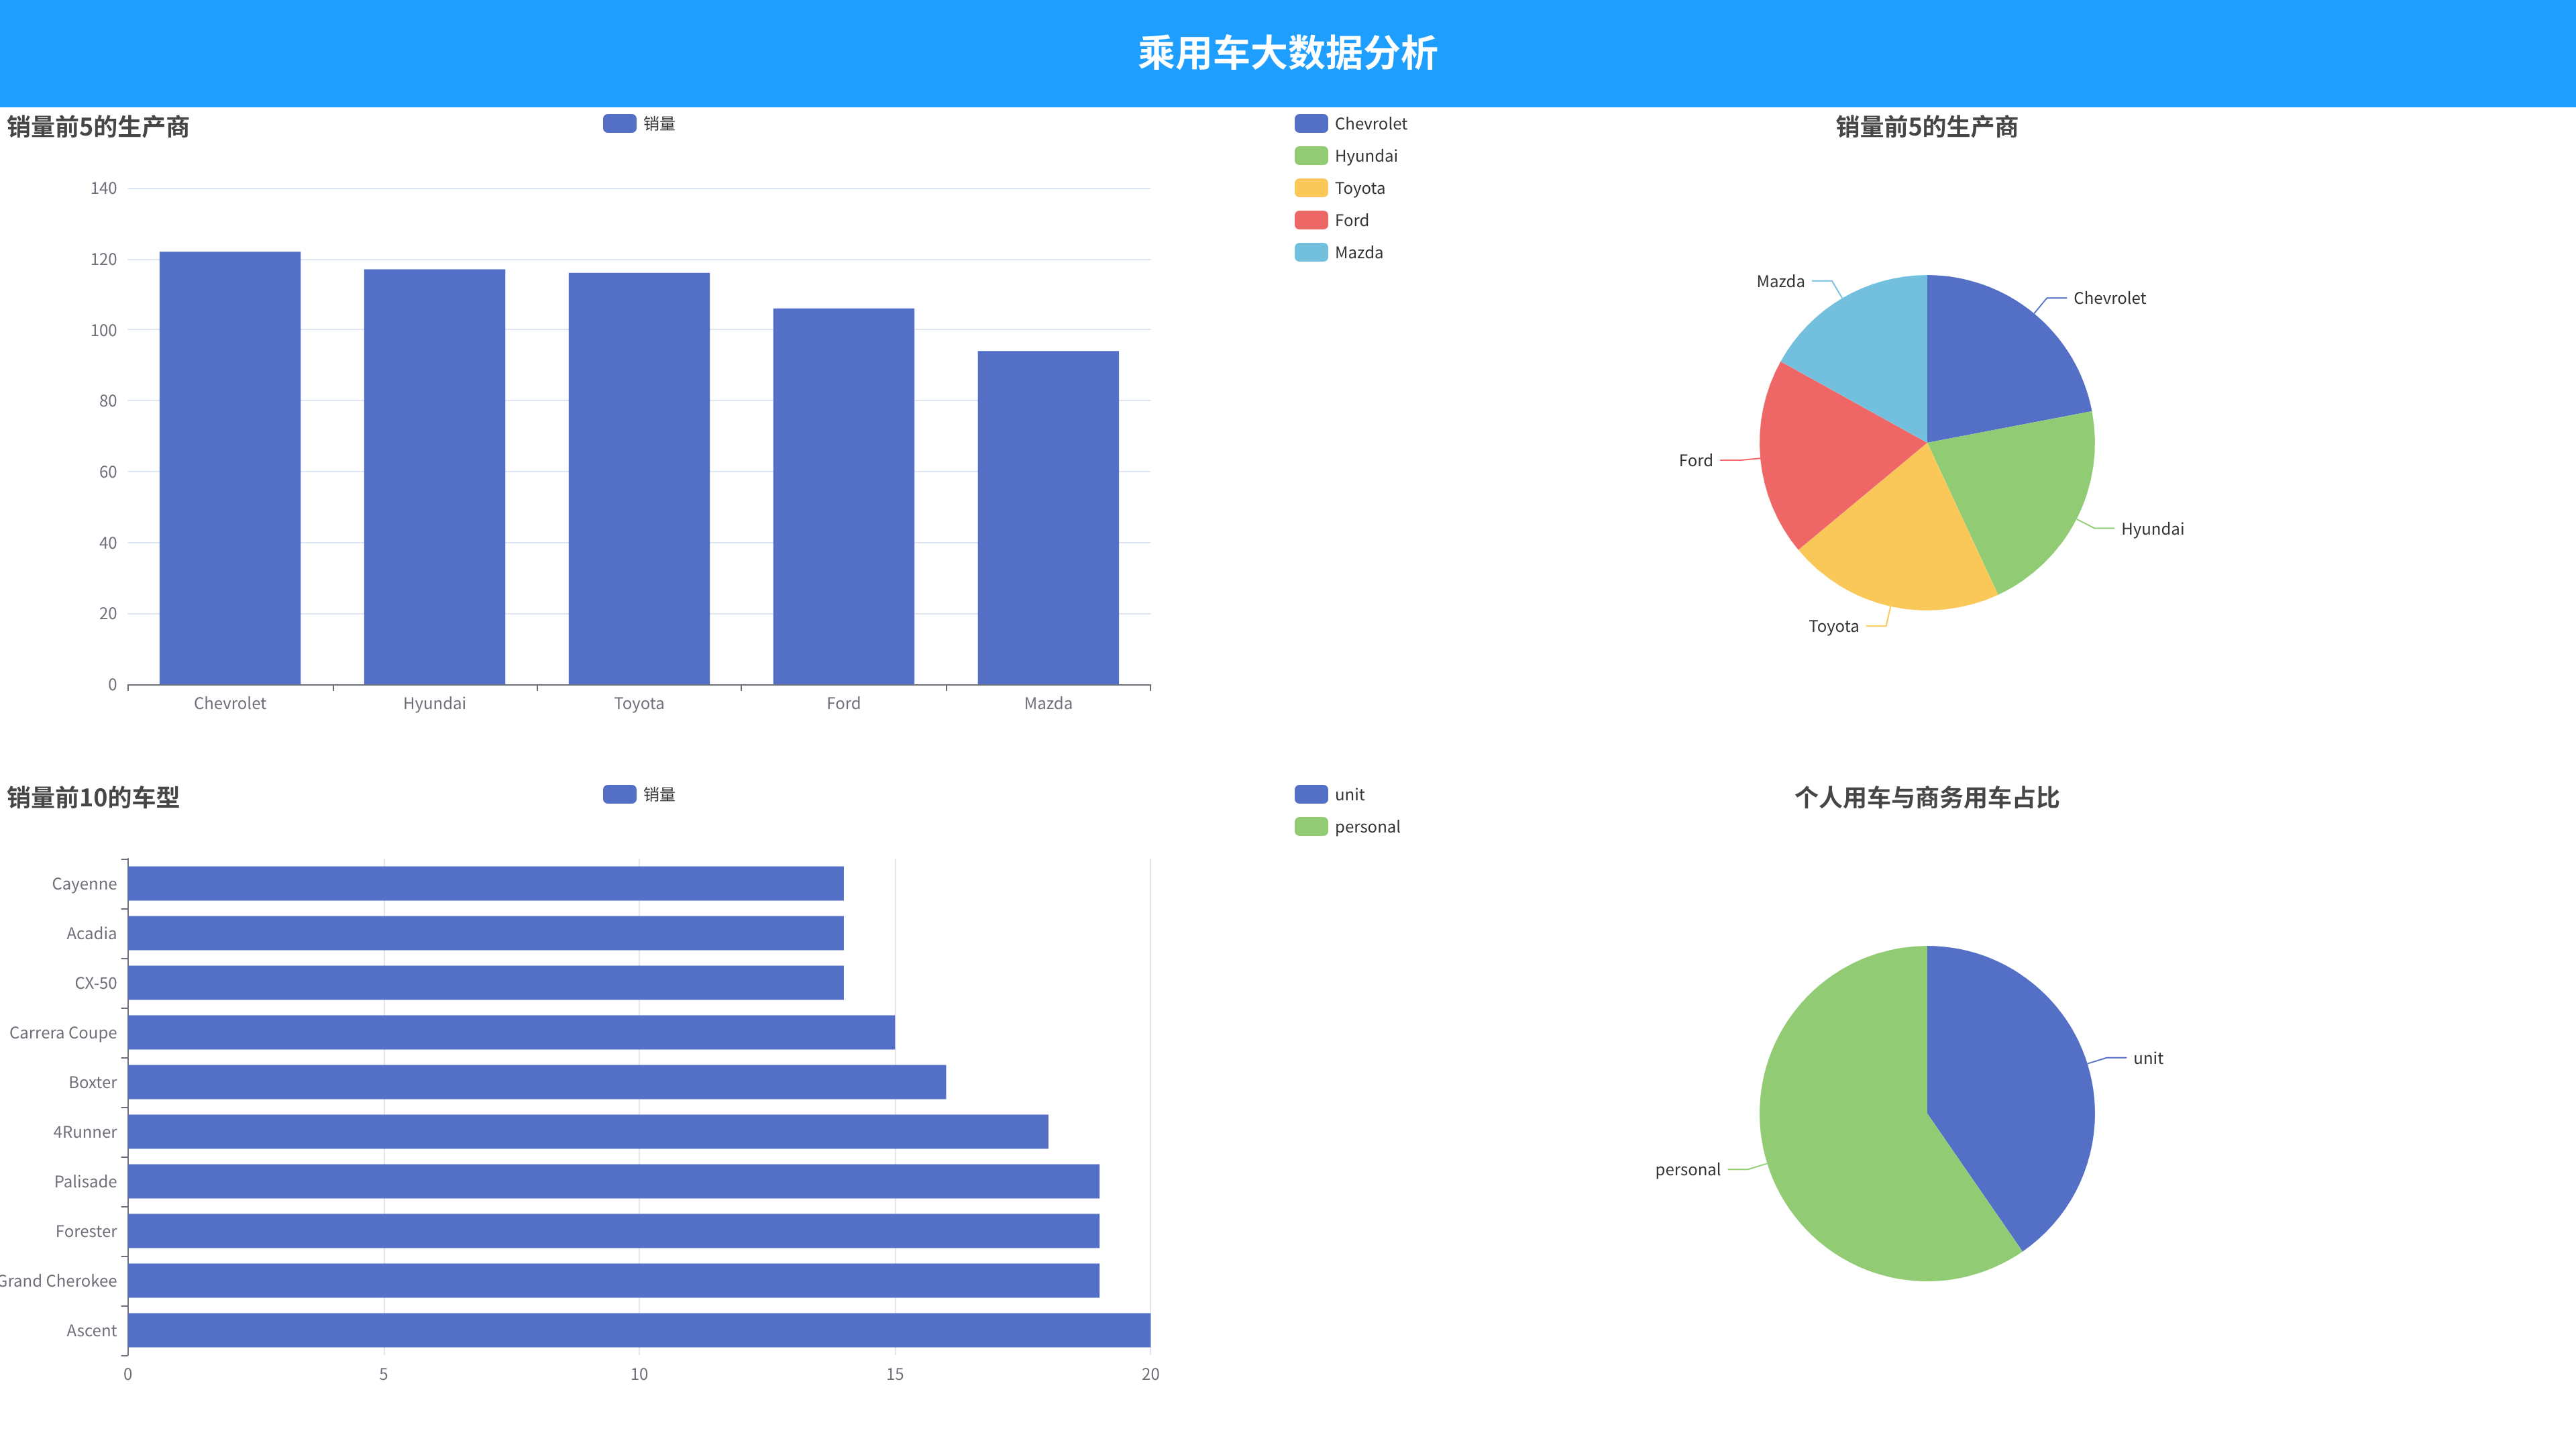 乘用车大数据分析
销量前5的生产商
销量
140
120
100
80
60
40
20
0
Chevrolet
Hyundai
Toyota
Ford
Mazda
Chevrolet
Hyundai
Toyota
Ford
Mazda
销量前5的生产商
Mazda
Chevrolet
Ford
Hyundai
Toyota
销量前10的车型
销量
Cayenne
Acadia
CX-50
Carrera Coupe
Boxter
4Runner
Palisade
Forester
Grand Cherokee
Ascent
0
5
10
15
20
unit
personal
个人用车与商务用车占比
unit
personal